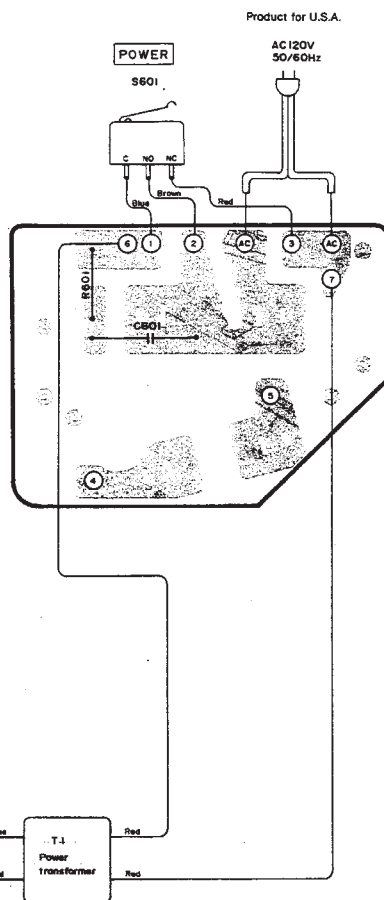 Product for U.S.A.
AC120V
50/60Hz
POWER
S601
C NO NC
Blue
Brown
Red
6
1
2
AC
3
AC
7
R601
C601
5
4
T-1
Power
transformer
Red
Red